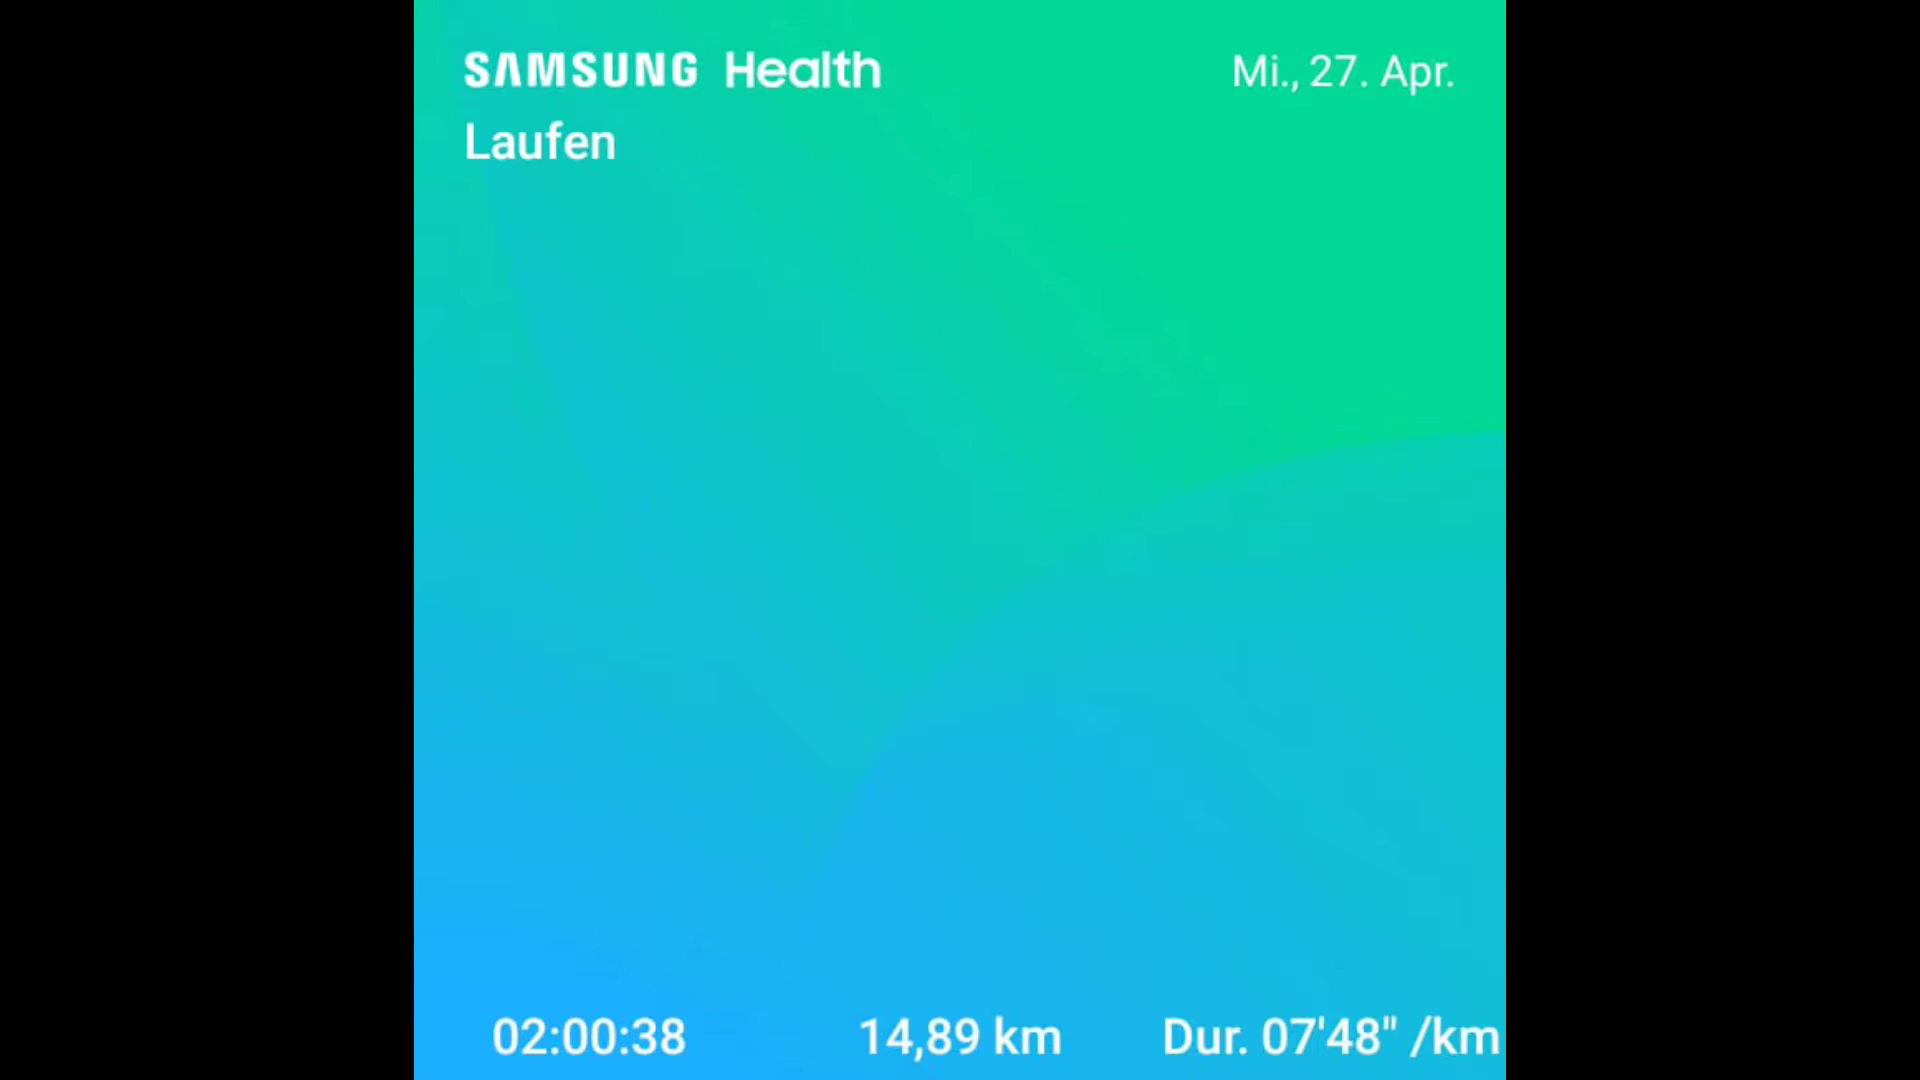 SAMSUNG Health Mi., 27. Apr.
Laufen
02:00:38 14,89 km Dur. 07'48" /km